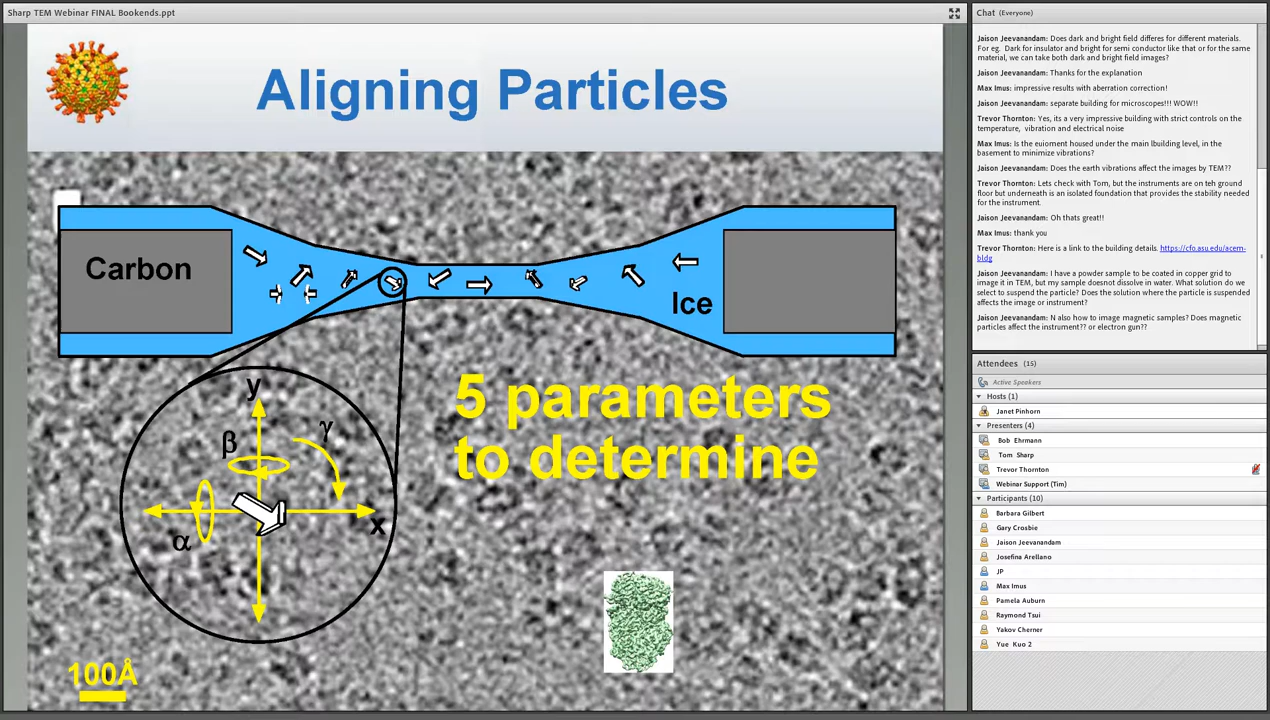 Sharp TEM Webinar FINAL Bookends.ppt
Aligning Particles
Carbon
Ice
y
β
γ
α
x
5 parameters
to determine
100Å
Chat (Everyone)
Jaison Jeevanandam: Does dark and bright field differes for different materials.
For eg. Dark for insulator and bright for semi conductor like that or for the same
material, we can take both dark and bright field images?
Jaison Jeevanandam: Thanks for the explanation
Max Imus: impressive results with aberration correction!
Jaison Jeevanandam: separate building for microscopes!!! WOW!!
Trevor Thornton: Yes, its a very impressive building with strict controls on the
temperature, vibration and electrical noise
Max Imus: Is the euioment housed under the main lbuilding level, in the
basement to minimize vibrations?
Jaison Jeevanandam: Does the earth vibrations affect the images by TEM??
Trevor Thornton: Lets check with Tom, but the instruments are on teh ground
floor but underneath is an isolated foundation that provides the stability needed
for the instrument.
Jaison Jeevanandam: Oh thats great!!
Max Imus: thank you
Trevor Thornton: Here is a link to the building details. https://cfo.asu.edu/acem-
bldg
Jaison Jeevanandam: I have a powder sample to be coated in copper grid to
image it in TEM, but my sample doesnot dissolve in water. What solution do we
select to suspend the particle? Does the solution where the particle is suspended
affects the image or instrument?
Jaison Jeevanandam: N also how to image magnetic samples? Does magnetic
particles affect the instrument?? or electron gun??
Attendees (15)
Active Speakers
Hosts (1)
Janet Pinhorn
Presenters (4)
Bob Ehrmann
Tom Sharp
Trevor Thornton
Webinar Support (Tim)
Participants (10)
Barbara Gilbert
Gary Crosbie
Jaison Jeevanandam
Josefina Arellano
JP
Max Imus
Pamela Auburn
Raymond Tsui
Yakov Cherner
Yue Kuo 2